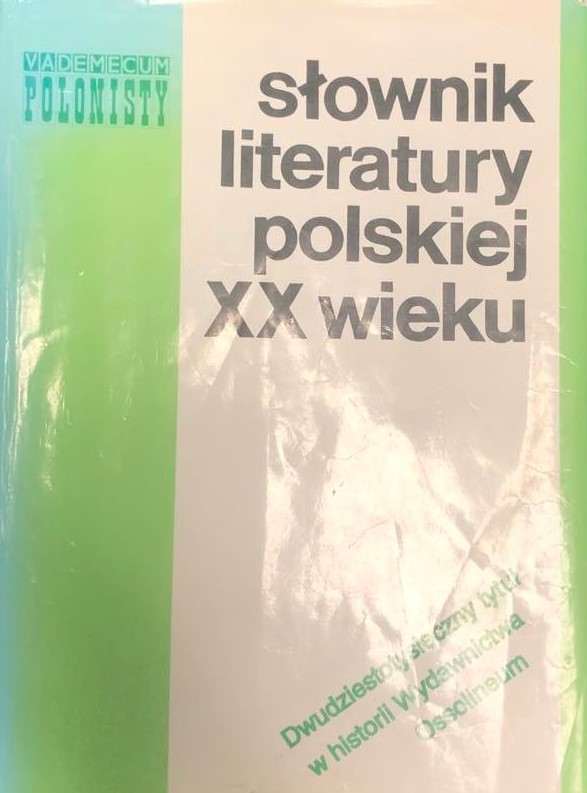 VADEMECUM
POLONISTY
słownik
literatury
polskiej
XX wieku
Dwudziestotysięczny tytuł
w historii Wydawnictwa
Ossolineum